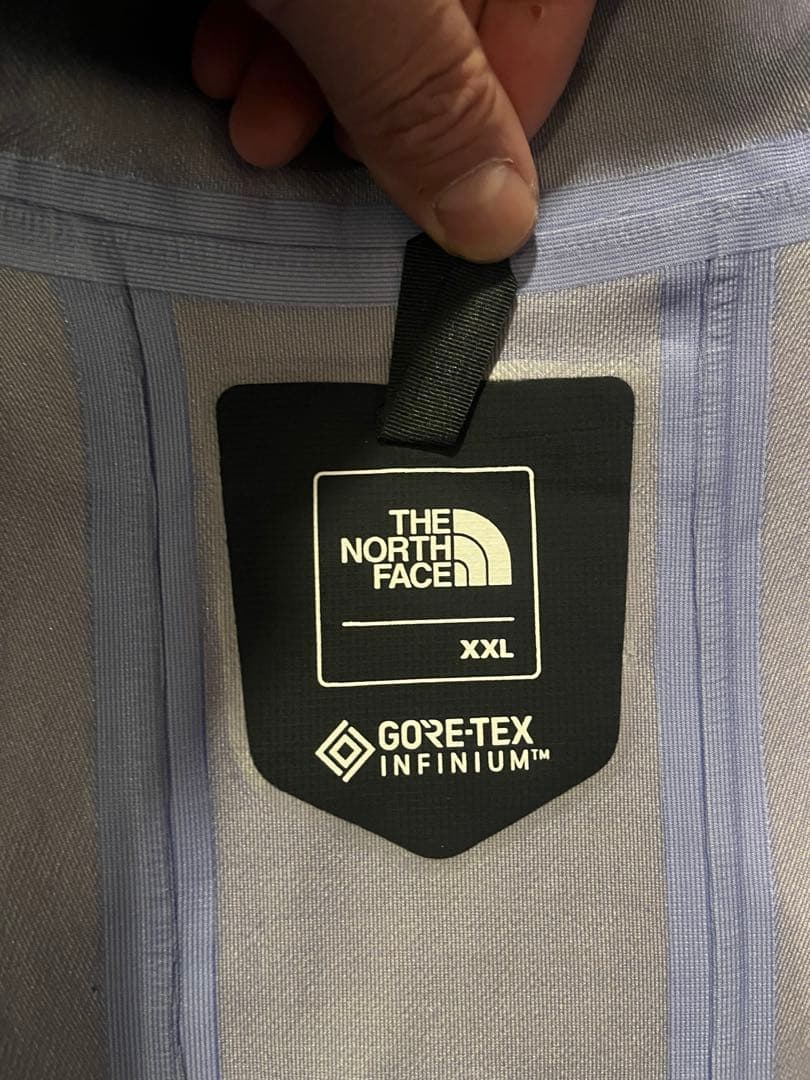 THE
NORTH
FACE
XXL
GORE-TEX
INFINIUM™